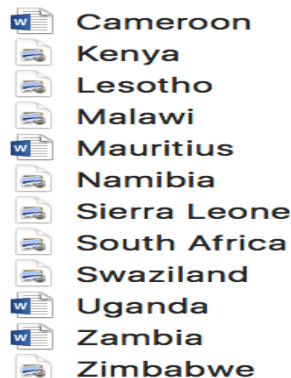 Cameroon
Kenya
Lesotho
Malawi
Mauritius
Namibia
Sierra Leone
South Africa
Swaziland
Uganda
Zambia
Zimbabwe